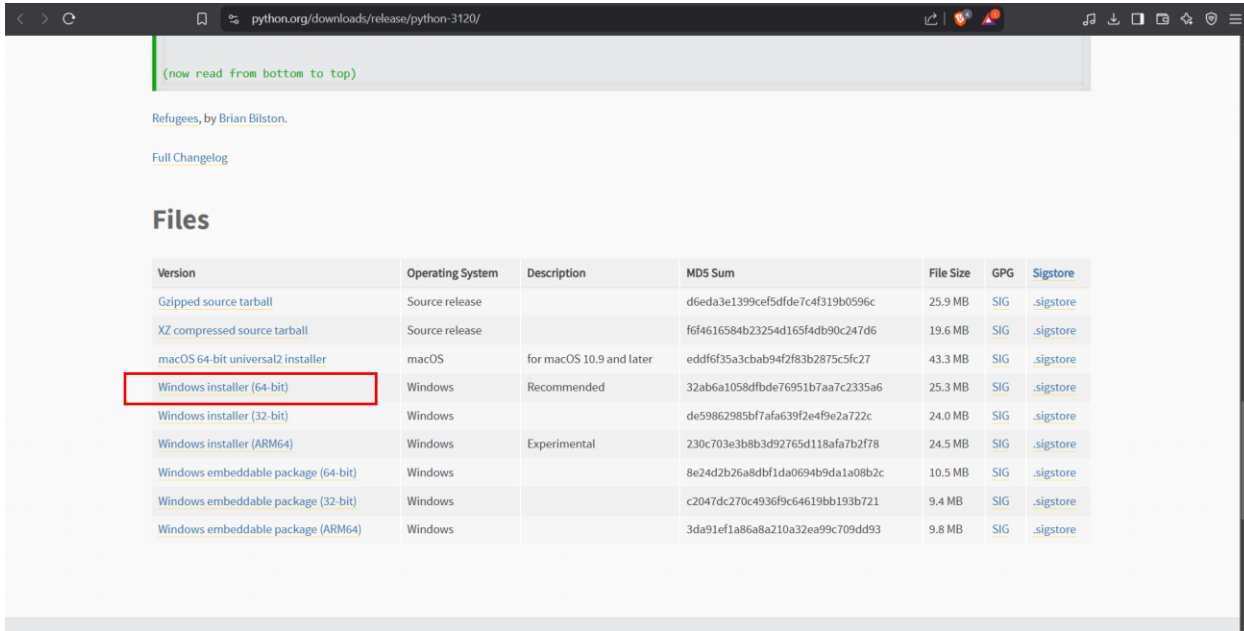 python.org/downloads/release/python-3120/
(now read from bottom to top)
Refugees, by Brian Bilston.
Full Changelog
Files
Version Operating System Description MD5 Sum File Size GPG Sigstore
Gzipped source tarball Source release d6eda3e1399cef5dfde7c4f319b0596c 25.9 MB SIG .sigstore
XZ compressed source tarball Source release f6f4616584b23254d165f4db90c247d6 19.6 MB SIG .sigstore
macOS 64-bit universal2 installer macOS for macOS 10.9 and later eddf6f35a3cbab94f2f83b2875c5fc27 43.3 MB SIG .sigstore
Windows installer (64-bit) Windows Recommended 32ab6a1058dfbde76951b7aa7c2335a6 25.3 MB SIG .sigstore
Windows installer (32-bit) Windows de59862985bf7afa639f2e4f9e2a722c 24.0 MB SIG .sigstore
Windows installer (ARM64) Windows Experimental 230c703e3b8b3d92765d118afa7b2f78 24.5 MB SIG .sigstore
Windows embeddable package (64-bit) Windows 8e24d2b26a8dbf1da0694b9da1a08b2c 10.5 MB SIG .sigstore
Windows embeddable package (32-bit) Windows c2047dc270c4936f9c64619bb193b721 9.4 MB SIG .sigstore
Windows embeddable package (ARM64) Windows 3da91ef1a86a8a210a32ea99c709dd93 9.8 MB SIG .sigstore